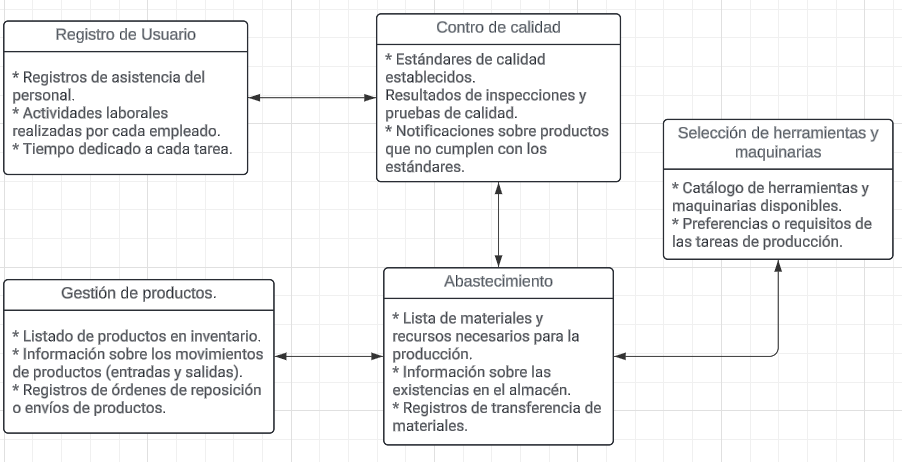 Registro de Usuario
* Registros de asistencia del
personal.
* Actividades laborales
realizadas por cada empleado.
* Tiempo dedicado a cada tarea.
Contro de calidad
* Estándares de calidad
establecidos.
Resultados de inspecciones y
pruebas de calidad.
* Notificaciones sobre productos
que no cumplen con los
estándares.
Selección de herramientas y
maquinarias
* Catálogo de herramientas y
maquinarias disponibles.
* Preferencias o requisitos de
las tareas de producción.
Gestión de productos.
* Listado de productos en inventario.
* Información sobre los movimientos
de productos (entradas y salidas).
* Registros de órdenes de reposición
o envíos de productos.
Abastecimiento
* Lista de materiales y
recursos necesarios para la
producción.
* Información sobre las
existencias en el almacén.
* Registros de transferencia de
materiales.